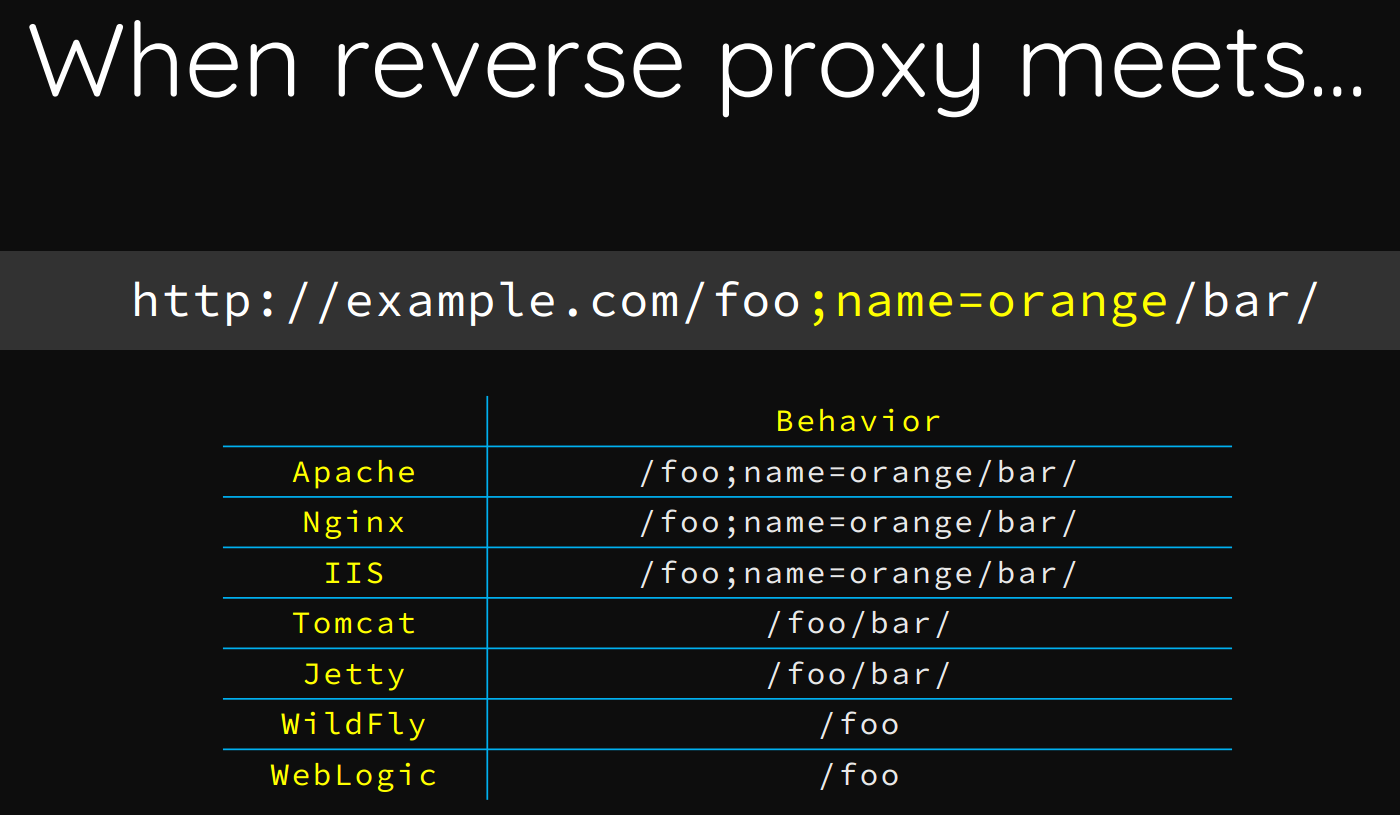 When reverse proxy meets...
http://example.com/foo;name=orange/bar/
Behavior
Apache /foo;name=orange/bar/
Nginx /foo;name=orange/bar/
IIS /foo;name=orange/bar/
Tomcat /foo/bar/
Jetty /foo/bar/
WildFly /foo
WebLogic /foo